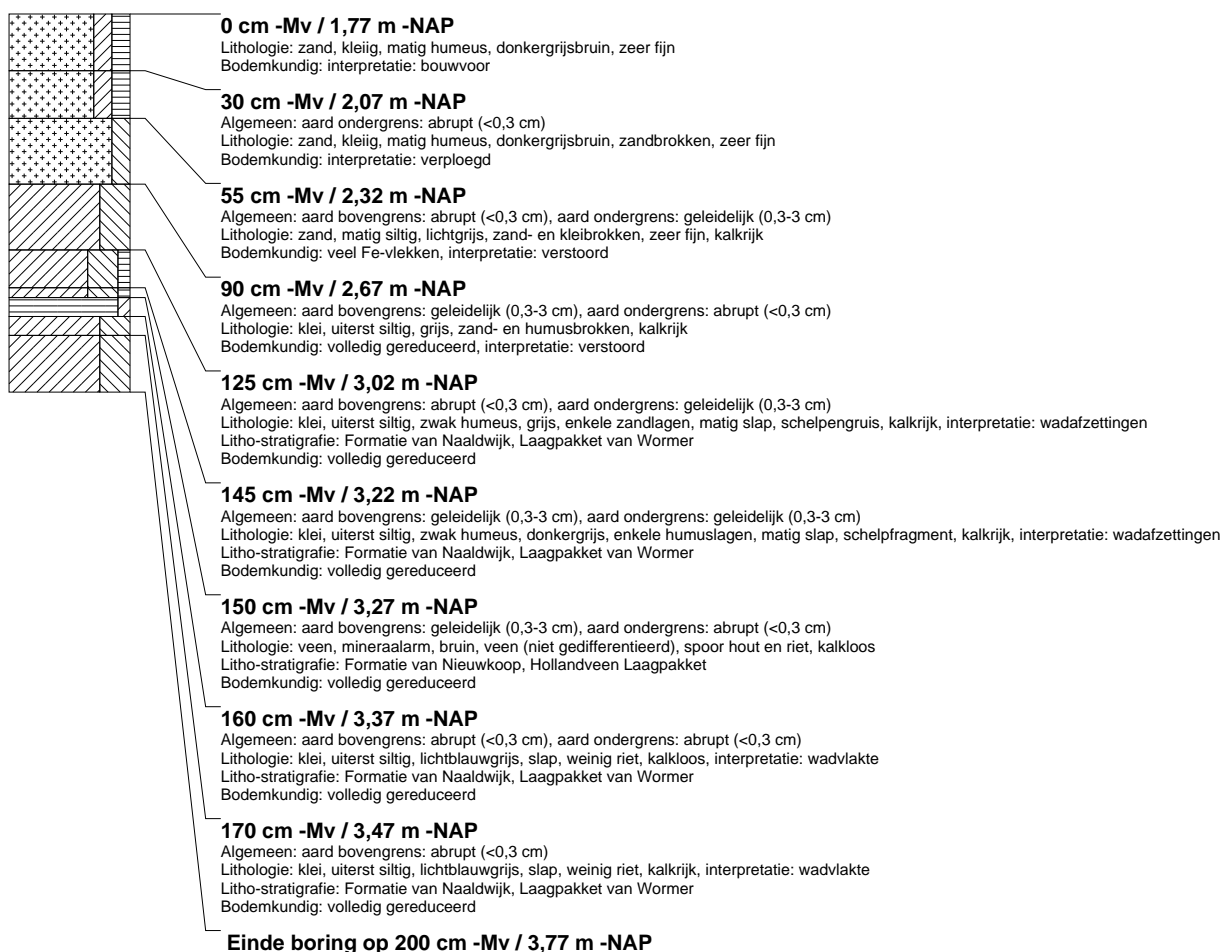 0 cm -Mv / 1,77 m -NAP
Lithologie: zand, kleiig, matig humeus, donkergrijsbruin, zeer fijn
Bodemkundig: interpretatie: bouwvoor
30 cm -Mv / 2,07 m -NAP
Algemeen: aard ondergrens: abrupt (<0,3 cm)
Lithologie: zand, kleiig, matig humeus, donkergrijsbruin, zandbrokken, zeer fijn
Bodemkundig: interpretatie: verploegd
55 cm -Mv / 2,32 m -NAP
Algemeen: aard bovengrens: abrupt (<0,3 cm), aard ondergrens: geleidelijk (0,3-3 cm)
Lithologie: zand, matig siltig, lichtgrijs, zand- en kleibrokken, zeer fijn, kalkrijk
Bodemkundig: veel Fe-vlekken, interpretatie: verstoord
90 cm -Mv / 2,67 m -NAP
Algemeen: aard bovengrens: geleidelijk (0,3-3 cm), aard ondergrens: abrupt (<0,3 cm)
Lithologie: klei, uiterst siltig, grijs, zand- en humusbrokken, kalkrijk
Bodemkundig: volledig gereduceerd, interpretatie: verstoord
125 cm -Mv / 3,02 m -NAP
Algemeen: aard bovengrens: abrupt (<0,3 cm), aard ondergrens: geleidelijk (0,3-3 cm)
Lithologie: klei, uiterst siltig, zwak humeus, grijs, enkele zandlagen, matig slap, schelpengruis, kalkrijk, interpretatie: wadafzettingen
Litho-stratigrafie: Formatie van Naaldwijk, Laagpakket van Wormer
Bodemkundig: volledig gereduceerd
145 cm -Mv / 3,22 m -NAP
Algemeen: aard bovengrens: geleidelijk (0,3-3 cm), aard ondergrens: geleidelijk (0,3-3 cm)
Lithologie: klei, uiterst siltig, zwak humeus, donkergrijs, enkele humuslagen, matig slap, schelpfragment, kalkrijk, interpretatie: wadafzettingen
Litho-stratigrafie: Formatie van Naaldwijk, Laagpakket van Wormer
Bodemkundig: volledig gereduceerd
150 cm -Mv / 3,27 m -NAP
Algemeen: aard bovengrens: geleidelijk (0,3-3 cm), aard ondergrens: abrupt (<0,3 cm)
Lithologie: veen, mineraalarm, bruin, veen (niet gedifferentieerd), spoor hout en riet, kalkloos
Litho-stratigrafie: Formatie van Nieuwkoop, Hollandveen Laagpakket
Bodemkundig: volledig gereduceerd
160 cm -Mv / 3,37 m -NAP
Algemeen: aard bovengrens: abrupt (<0,3 cm), aard ondergrens: abrupt (<0,3 cm)
Lithologie: klei, uiterst siltig, lichtblauwgrijs, slap, weinig riet, kalkloos, interpretatie: wadvlakte
Litho-stratigrafie: Formatie van Naaldwijk, Laagpakket van Wormer
Bodemkundig: volledig gereduceerd
170 cm -Mv / 3,47 m -NAP
Algemeen: aard bovengrens: abrupt (<0,3 cm)
Lithologie: klei, uiterst siltig, lichtblauwgrijs, slap, weinig riet, kalkrijk, interpretatie: wadvlakte
Litho-stratigrafie: Formatie van Naaldwijk, Laagpakket van Wormer
Bodemkundig: volledig gereduceerd
Einde boring op 200 cm -Mv / 3,77 m -NAP